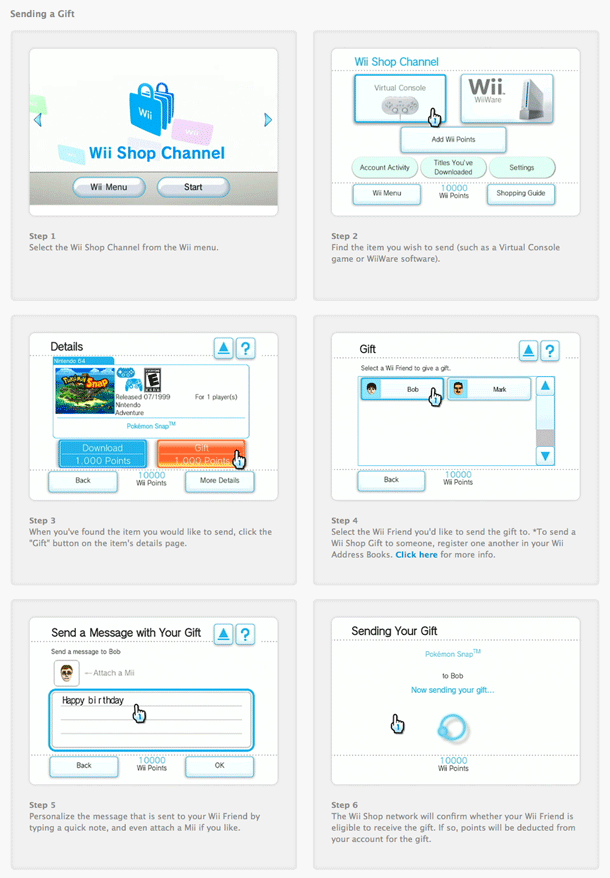 Sending a Gift
Wii
Wii
Wii
Wii Shop Channel
Wii Menu
Start
Step 1
Select the Wii Shop Channel from the Wii menu.
Wii Shop Channel
Virtual Console
Wii
WiiWare
1
Add Wii Points
Account Activity
Titles You've
Downloaded
Settings
Wii Menu
10000
Wii Points
Shopping Guide
Step 2
Find the item you wish to send (such as a Virtual Console
game or WiiWare software).
Details
?
Nintendo 64
Pokémon Snap
E
Released 07/1999
Nintendo
Adventure
For 1 player(s)
Pokémon Snap™
Download
1,000 Points
Gift
1,000 Points
1
Back
10000
Wii Points
More Details
Step 3
When you've found the item you would like to send, click the
"Gift" button on the item's details page.
Gift
?
Select a Wii Friend to give a gift.
Bob
Mark
1
Back
10000
Wii Points
Step 4
Select the Wii Friend you'd like to send the gift to. *To send a
Wii Shop Gift to someone, register one another in your Wii
Address Books. Click here for more info.
Send a Message with Your Gift
?
Send a message to Bob
←Attach a Mii
Happy birthday
1
Back
10000
Wii Points
OK
Step 5
Personalize the message that is sent to your Wii Friend by
typing a quick note, and even attach a Mii if you like.
Sending Your Gift
Pokémon Snap™
to Bob
Now sending your gift...
1
10000
Wii Points
Step 6
The Wii Shop network will confirm whether your Wii Friend is
eligible to receive the gift. If so, points will be deducted from
your account for the gift.